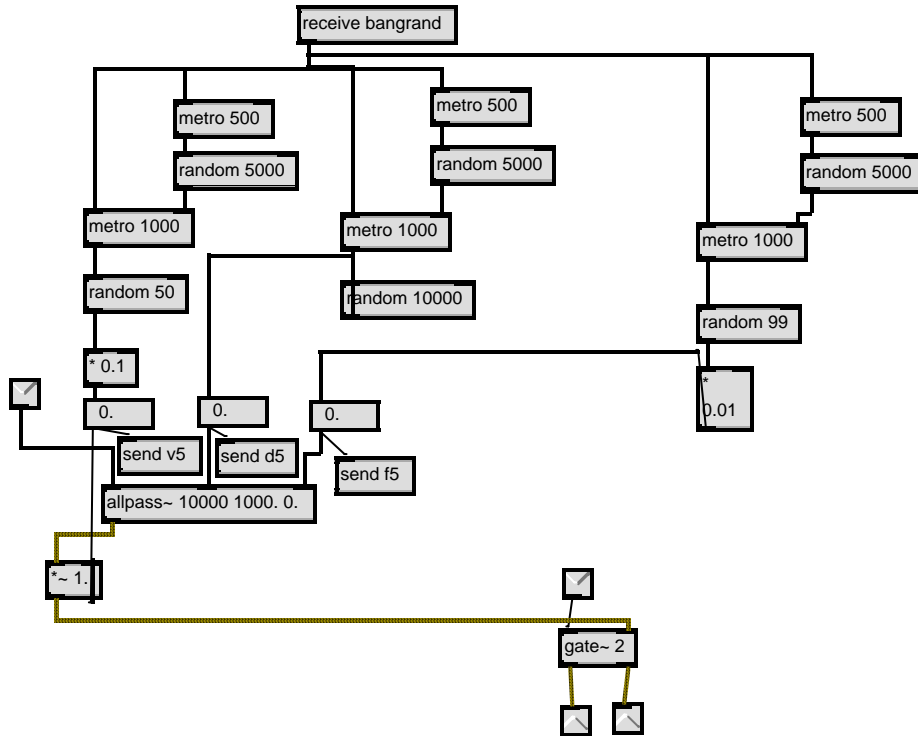 receive bangrand
metro 500
metro 500
metro 500
random 5000
random 5000
random 5000
metro 1000
metro 1000
metro 1000
random 50
random 10000
random 99
* 0.1
*
0.01
0.
0.
0.
send v5
send d5
send f5
allpass~ 10000 1000. 0.
*~ 1.
gate~ 2